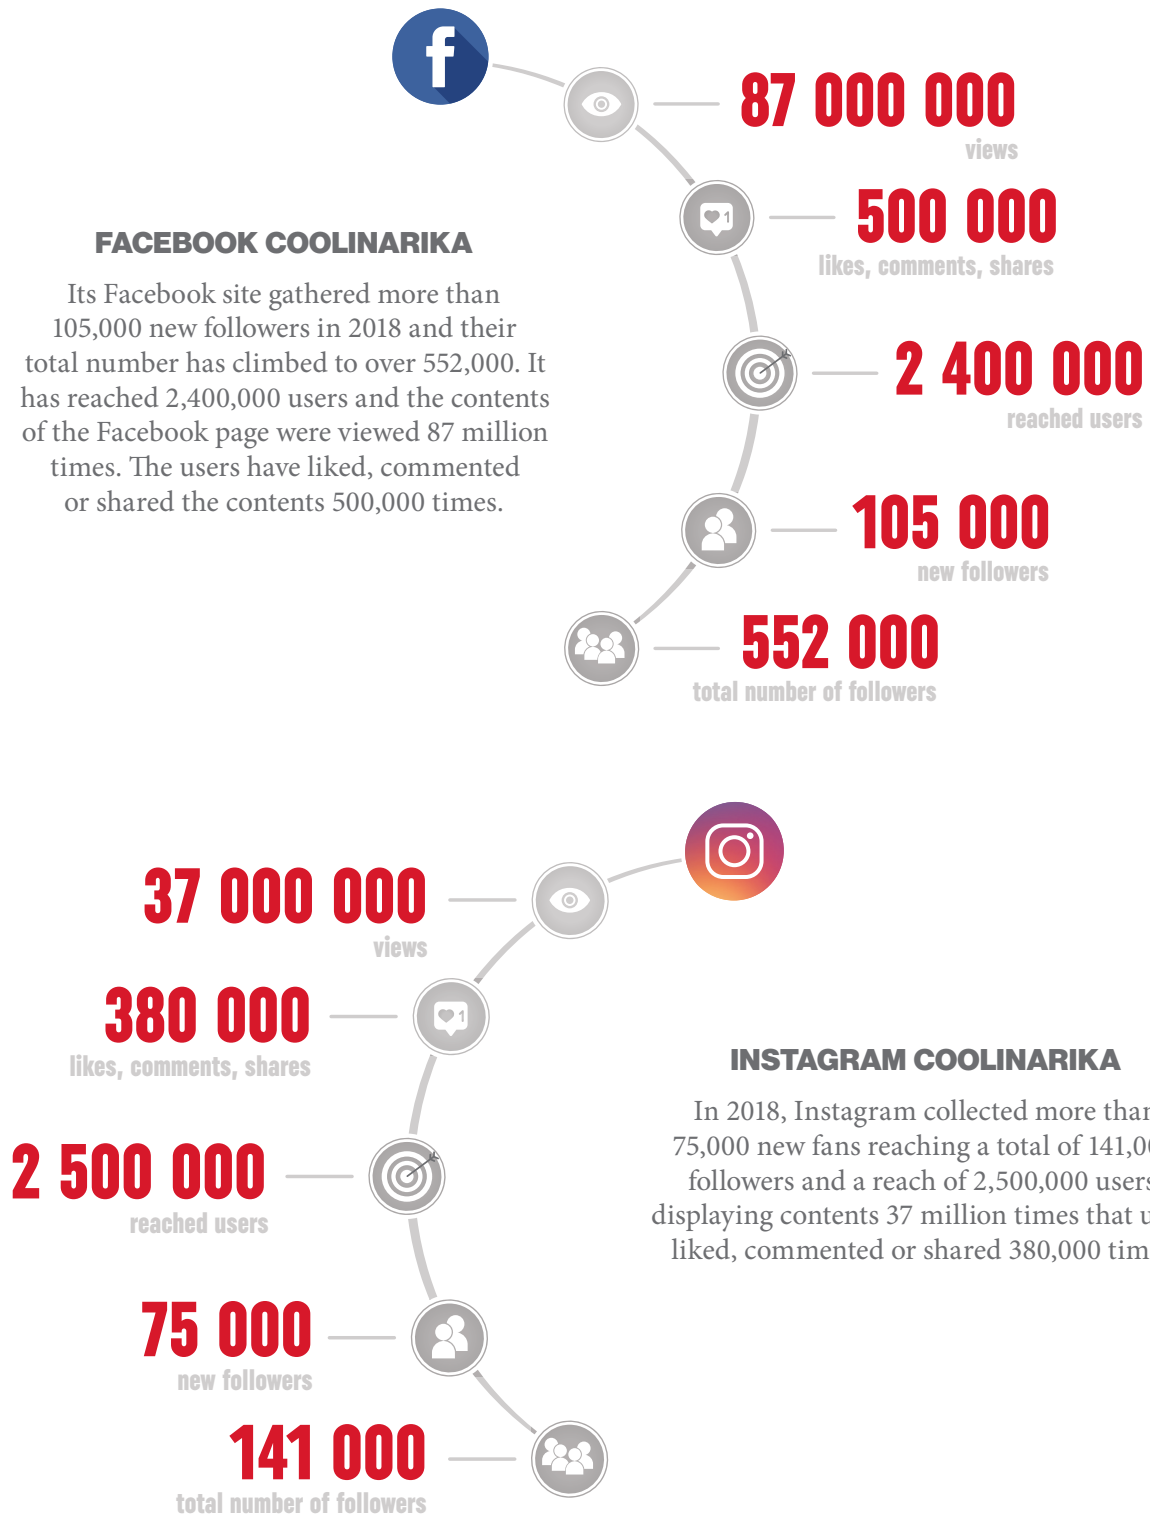 87 000 000
views
500 000
likes, comments, shares
FACEBOOK COOLINARIKA
Its Facebook site gathered more than
105,000 new followers in 2018 and their
total number has climbed to over 552,000. It
has reached 2,400,000 users and the contents
of the Facebook page were viewed 87 million
times. The users have liked, commented
or shared the contents 500,000 times.
2 400 000
reached users
105 000
new followers
552 000
total number of followers
37 000 000
views
380 000
likes, comments, shares
2 500 000
reached users
75 000
new followers
141 000
total number of followers
INSTAGRAM COOLINARIKA
In 2018, Instagram collected more than
75,000 new fans reaching a total of
followers and a reach of 2,500,000 users
displaying contents 37 million times that
liked, commented or shared 380,000